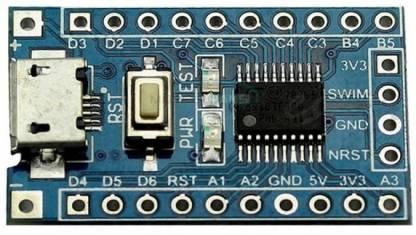 + D3 D2 D1 C7 C6 C5 C4 C3 B4 B5
3V3
SWIM
GND
NRST
RST
PWR TEST
- D4 D5 D6 RST A1 A2 GND 5V 3V3 A3